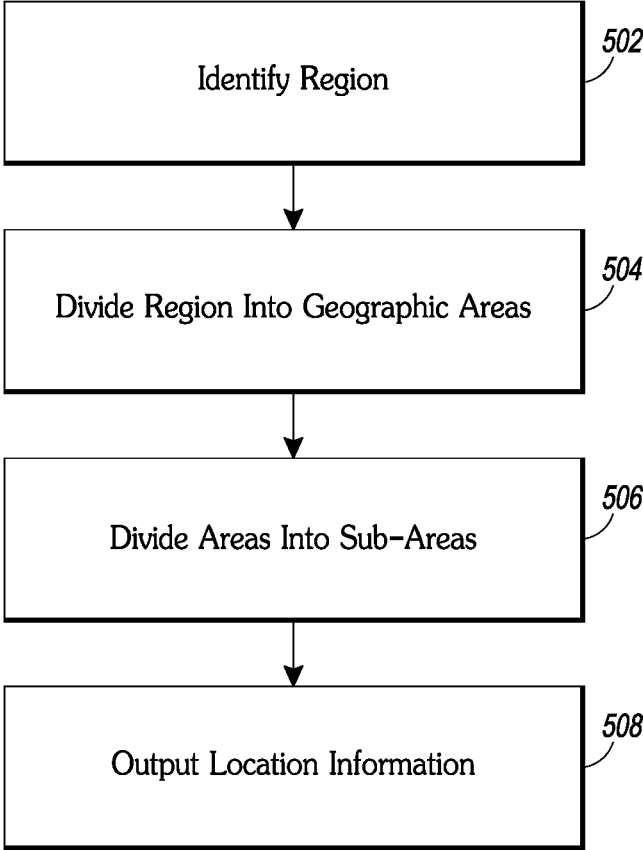 502
Identify Region
504
Divide Region Into Geographic Areas
506
Divide Areas Into Sub-Areas
508
Output Location Information